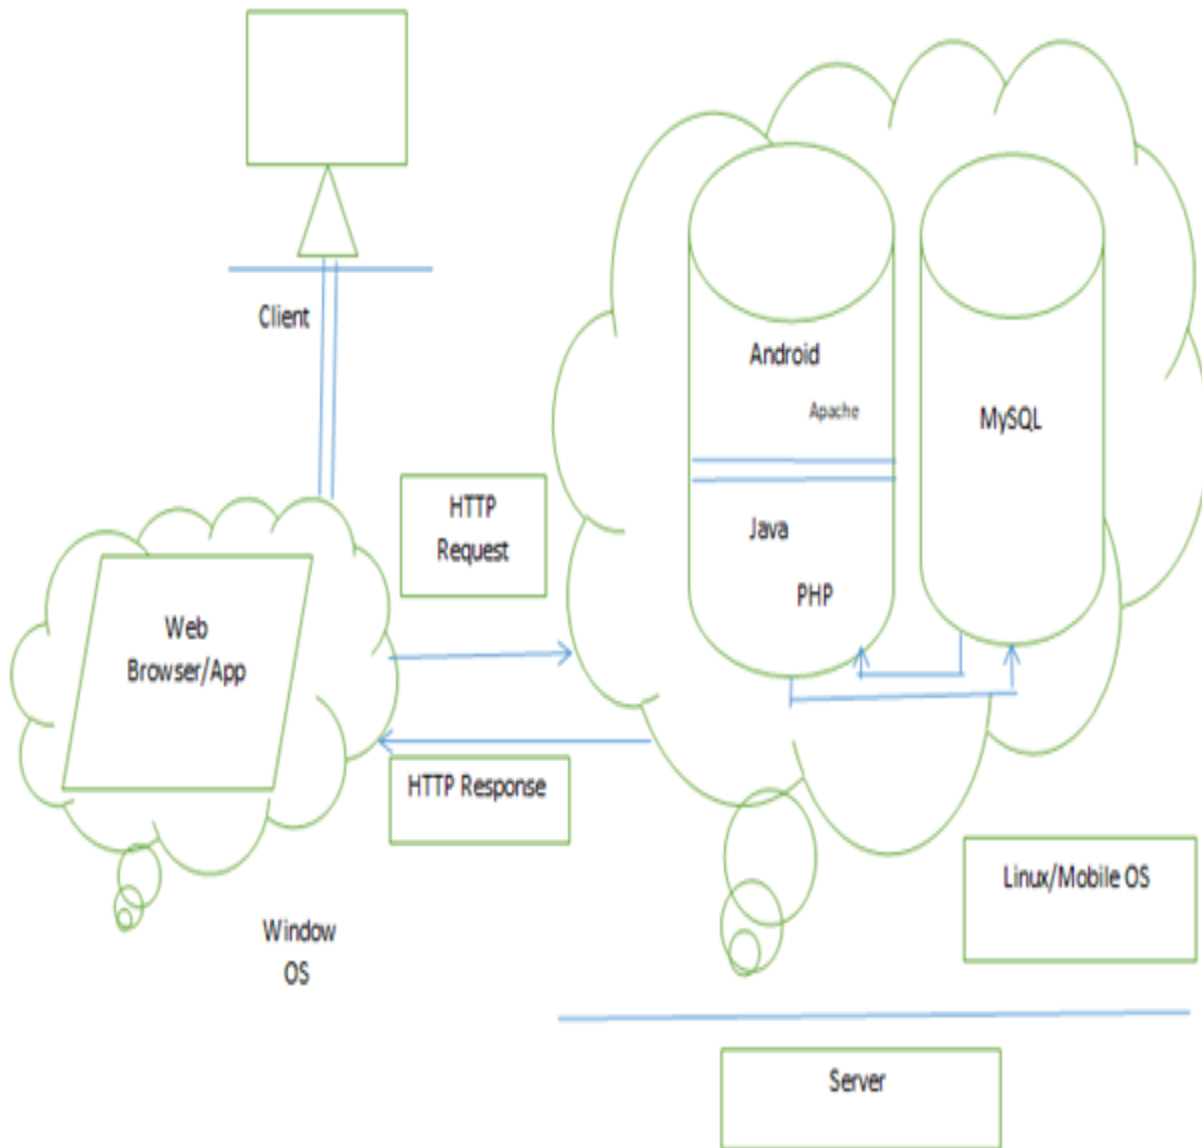 Client
Android
Apache
MySQL
HTTP
Request
Java
PHP
Web
Browser/App
HTTP Response
Linux/Mobile OS
Window
OS
Server